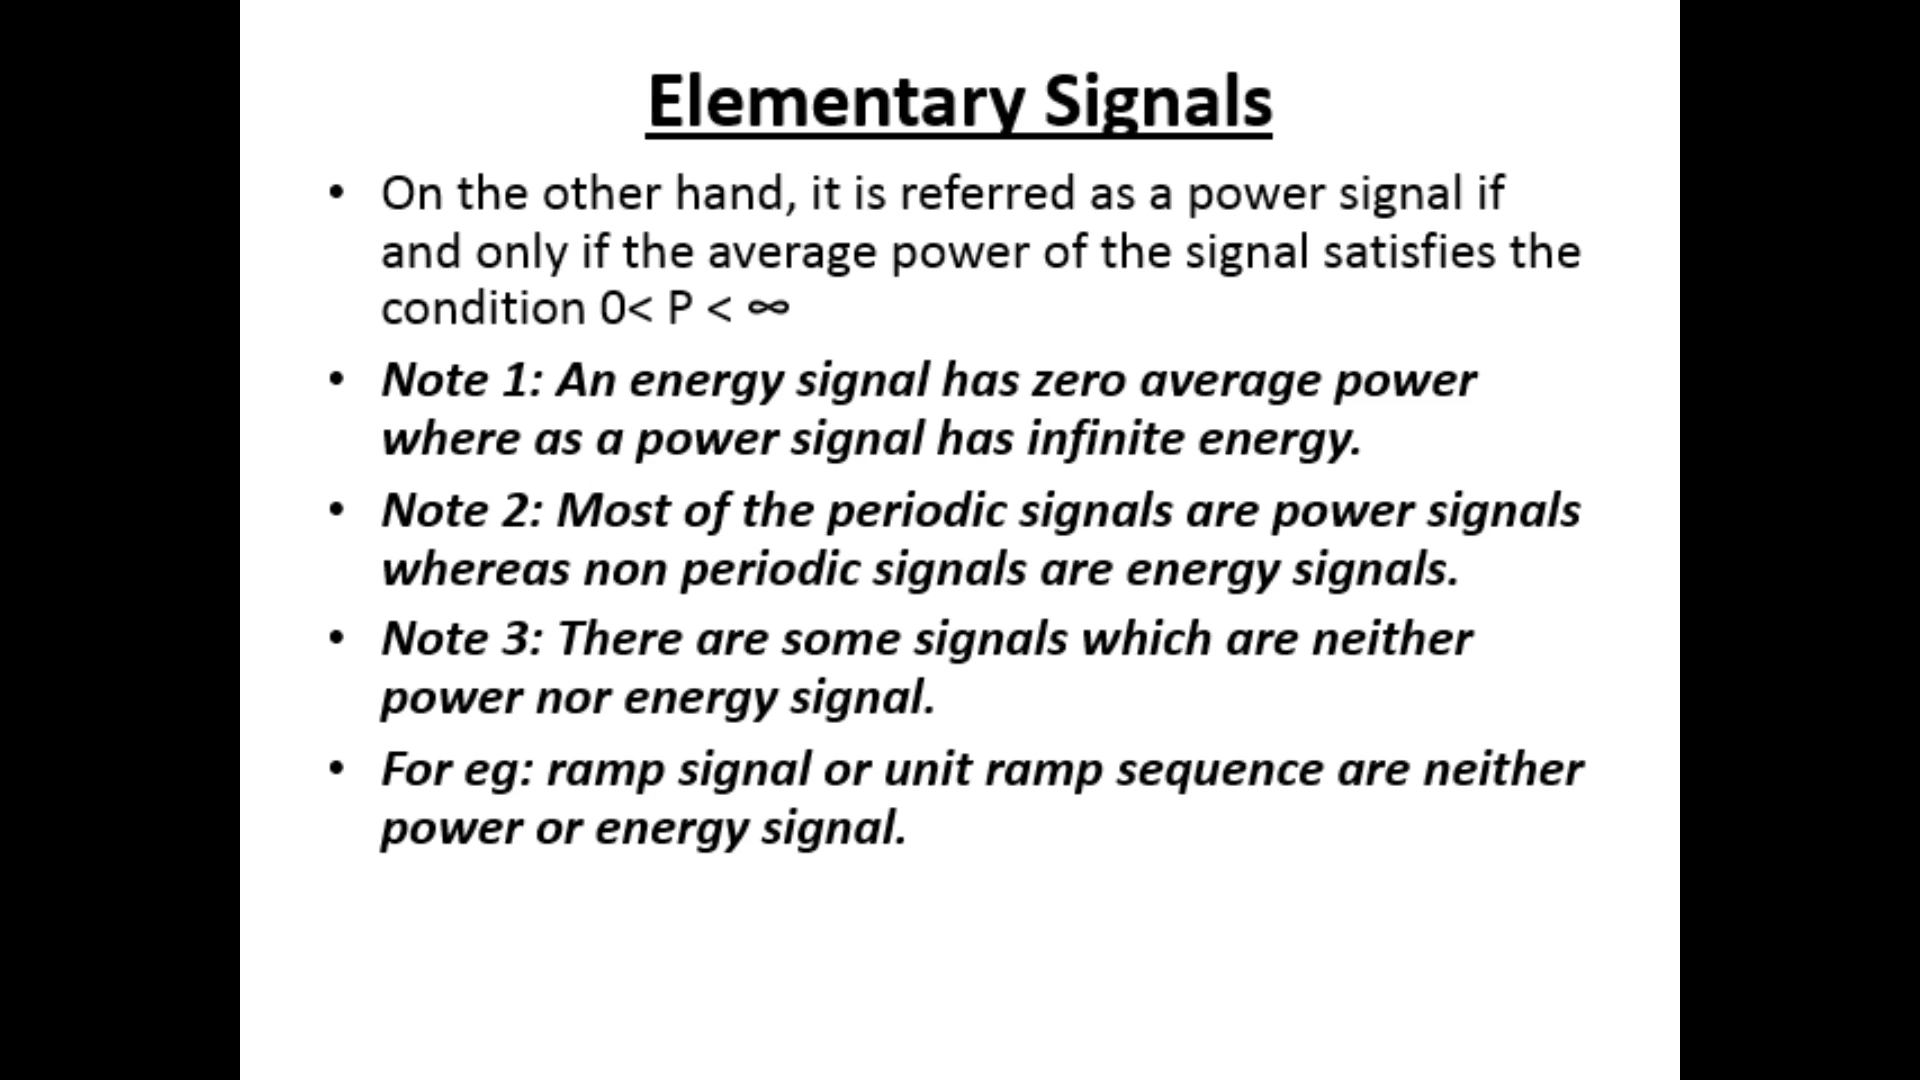 Elementary Signals
• On the other hand, it is referred as a power signal if
and only if the average power of the signal satisfies the
condition 0< P < ∞
• Note 1: An energy signal has zero average power
where as a power signal has infinite energy.
• Note 2: Most of the periodic signals are power signals
whereas non periodic signals are energy signals.
• Note 3: There are some signals which are neither
power nor energy signal.
• For eg: ramp signal or unit ramp sequence are neither
power or energy signal.